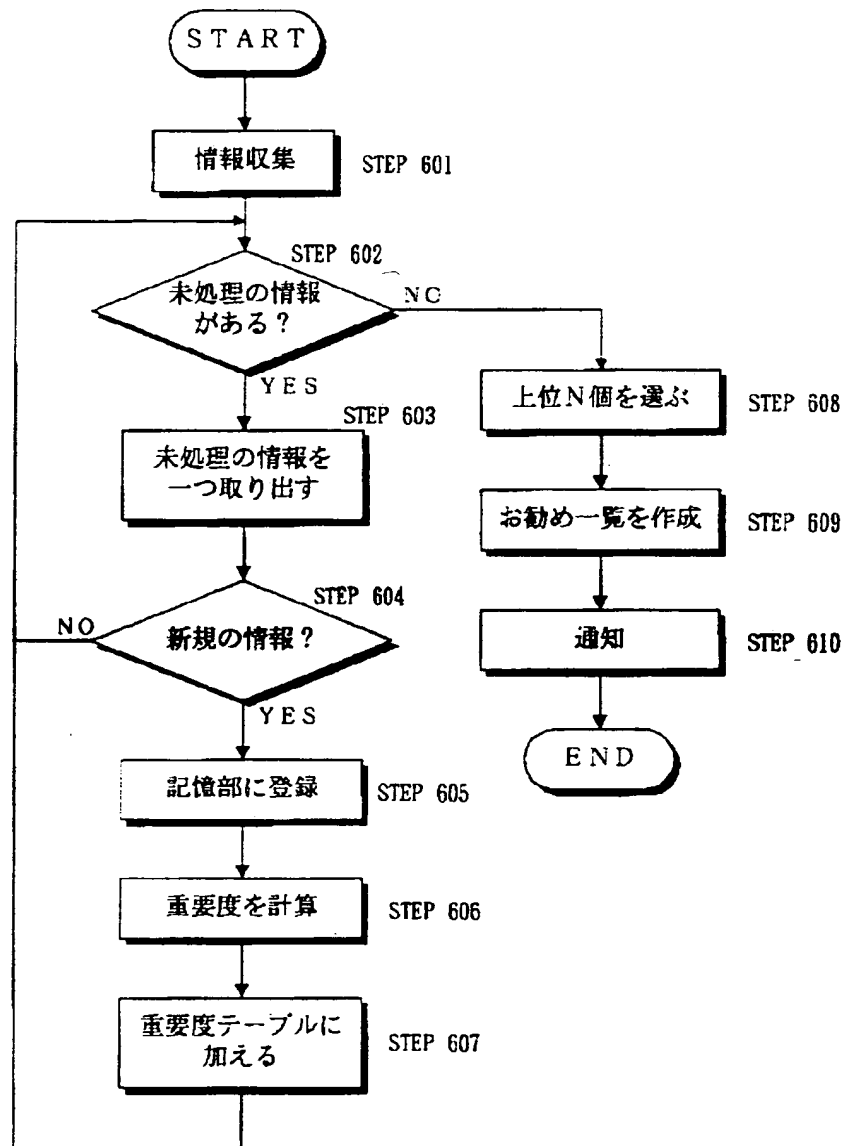 START
情報収集
STEP 601
STEP 602
未処理の情報
がある？
NO
YES
STEP 603
未処理の情報を
一つ取り出す
STEP 604
新規の情報？
NO
YES
記憶部に登録
STEP 605
重要度を計算
STEP 606
重要度テーブルに
加える
STEP 607
上位N個を選ぶ
STEP 608
お勧め一覧を作成
STEP 609
通知
STEP 610
END